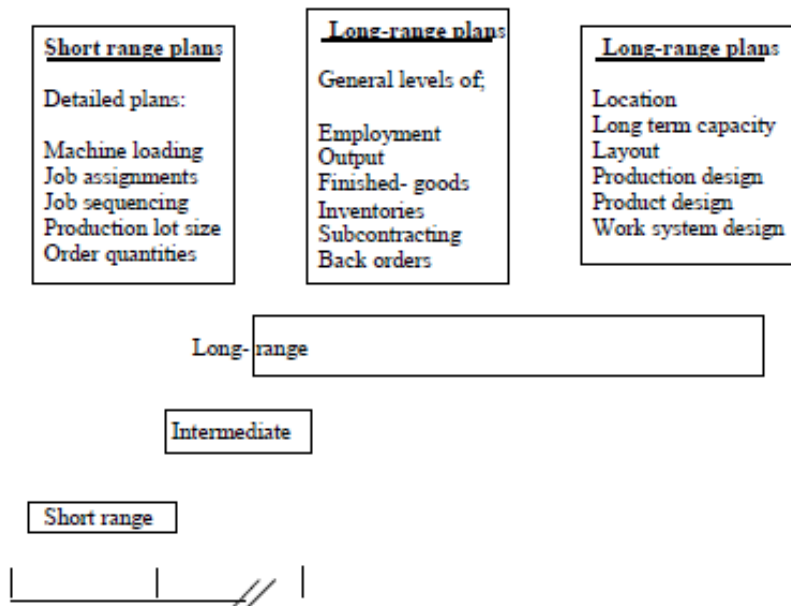 Short range plans
Detailed plans:
Machine loading
Job assignments
Job sequencing
Production lot size
Order quantities
Long-range plans
General levels of;
Employment
Output
Finished- goods
Inventories
Subcontracting
Back orders
Long-range plans
Location
Long term capacity
Layout
Production design
Product design
Work system design
Long- range
Intermediate
Short range